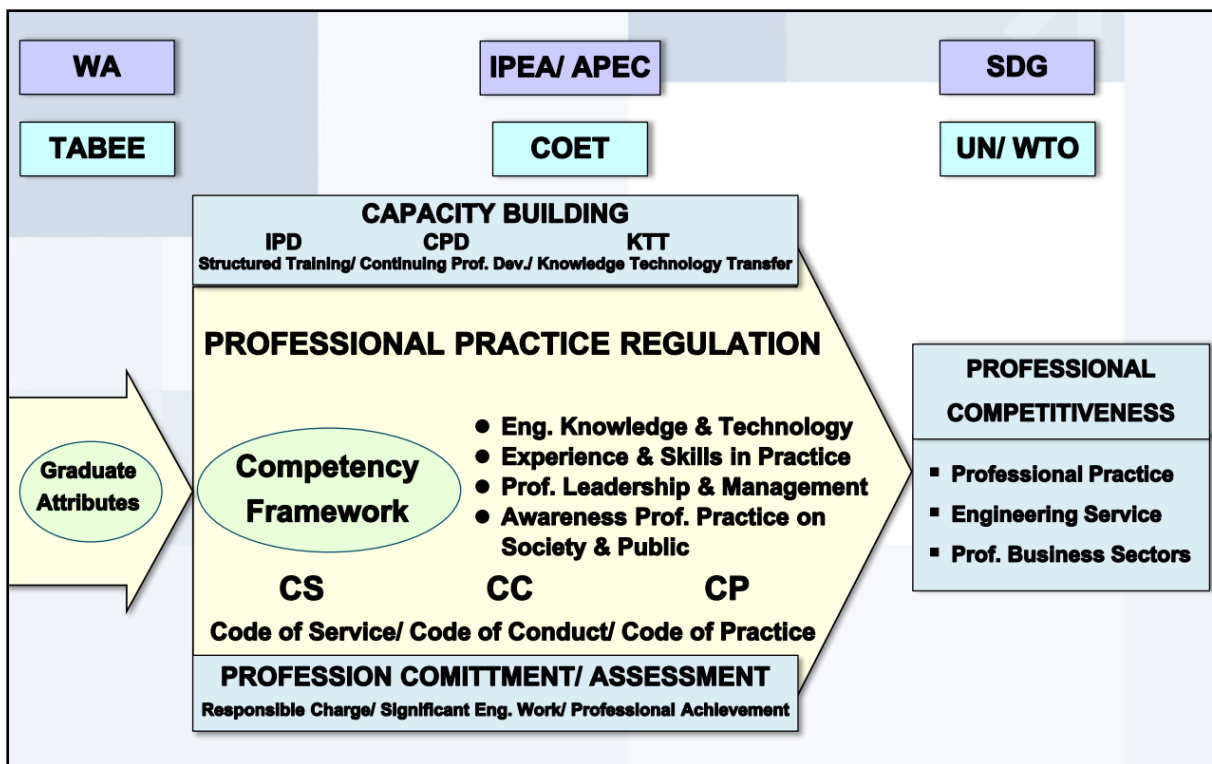 WA
IPEA/ APEC
SDG
TABEE
COET
UN/ WTO
CAPACITY BUILDING
IPD CPD KTT
Structured Training/ Continuing Prof. Dev./ Knowledge Technology Transfer
PROFESSIONAL PRACTICE REGULATION
Graduate
Attributes
Competency
Framework
● Eng. Knowledge & Technology
● Experience & Skills in Practice
● Prof. Leadership & Management
● Awareness Prof. Practice on
Society & Public
CS CC CP
Code of Service/ Code of Conduct/ Code of Practice
PROFESSION COMITTMENT/ ASSESSMENT
Responsible Charge/ Significant Eng. Work/ Professional Achievement
PROFESSIONAL
COMPETITIVENESS
▪ Professional Practice
▪ Engineering Service
▪ Prof. Business Sectors